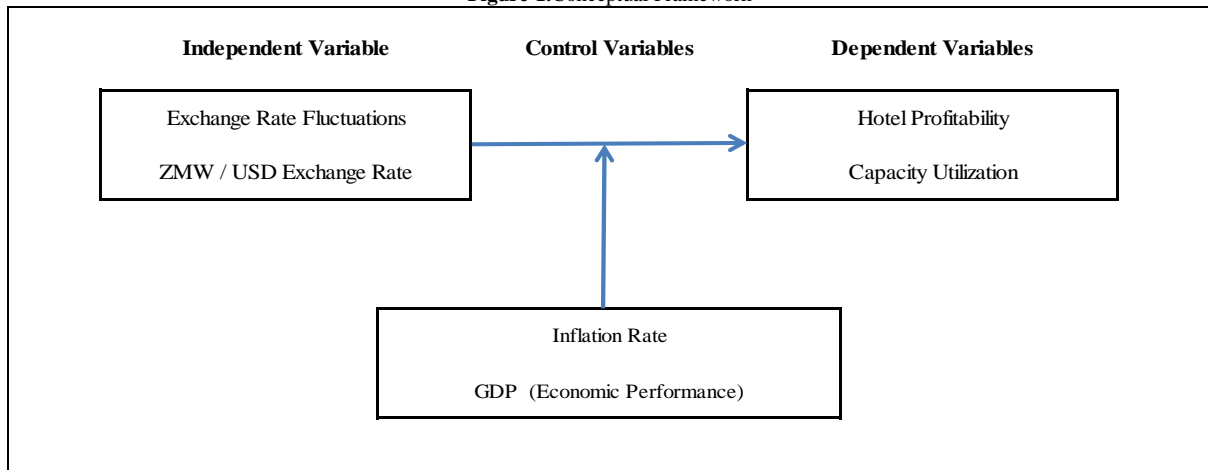 Independent Variable Control Variables Dependent Variables
Exchange Rate Fluctuations
ZMW / USD Exchange Rate
Hotel Profitability
Capacity Utilization
Inflation Rate
GDP (Economic Performance)